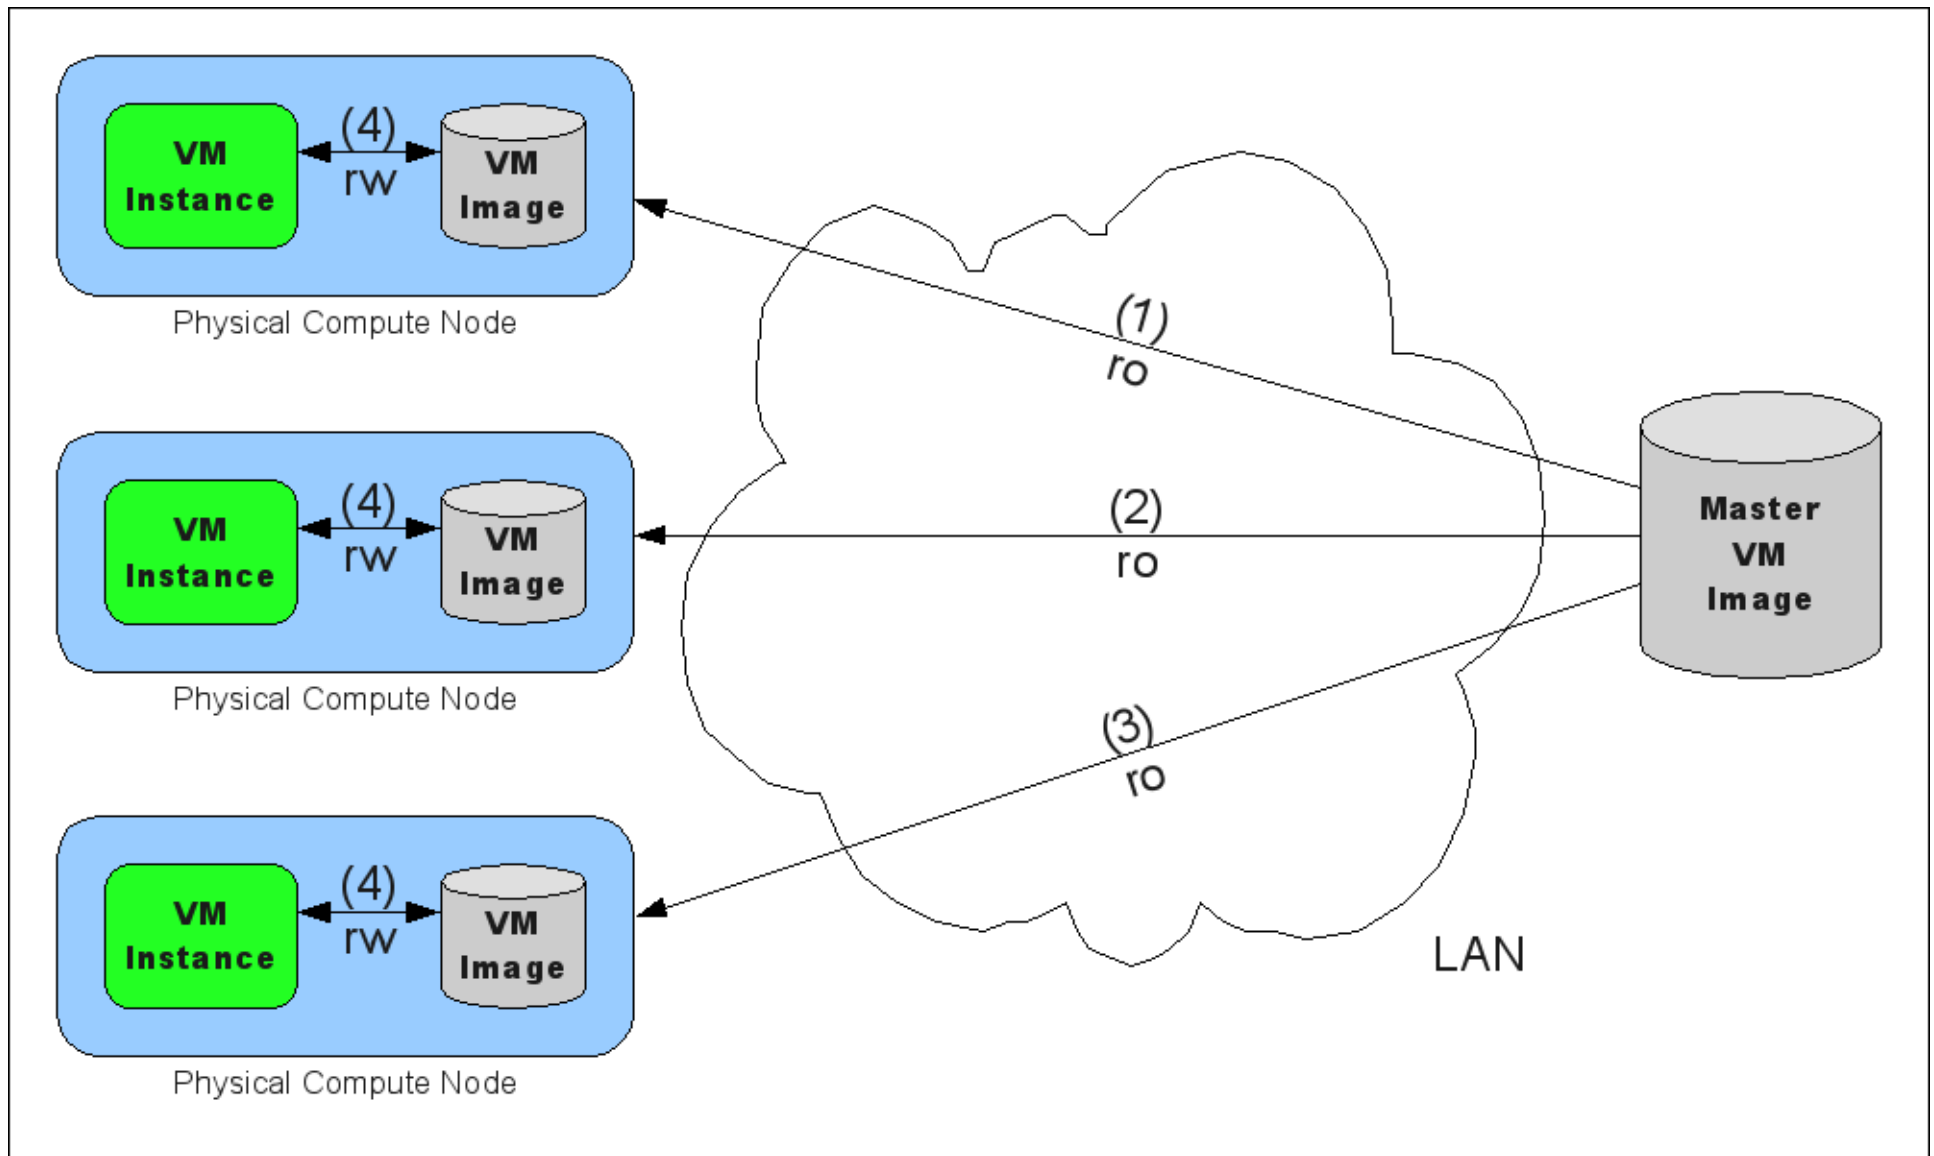 (4)
VM
Instance
rw
VM
Image
Physical Compute Node
(1)
ro
(4)
VM
Instance
rw
VM
Image
Physical Compute Node
(2)
ro
Master
VM
Image
(3)
ro
(4)
VM
Instance
rw
VM
Image
Physical Compute Node
LAN